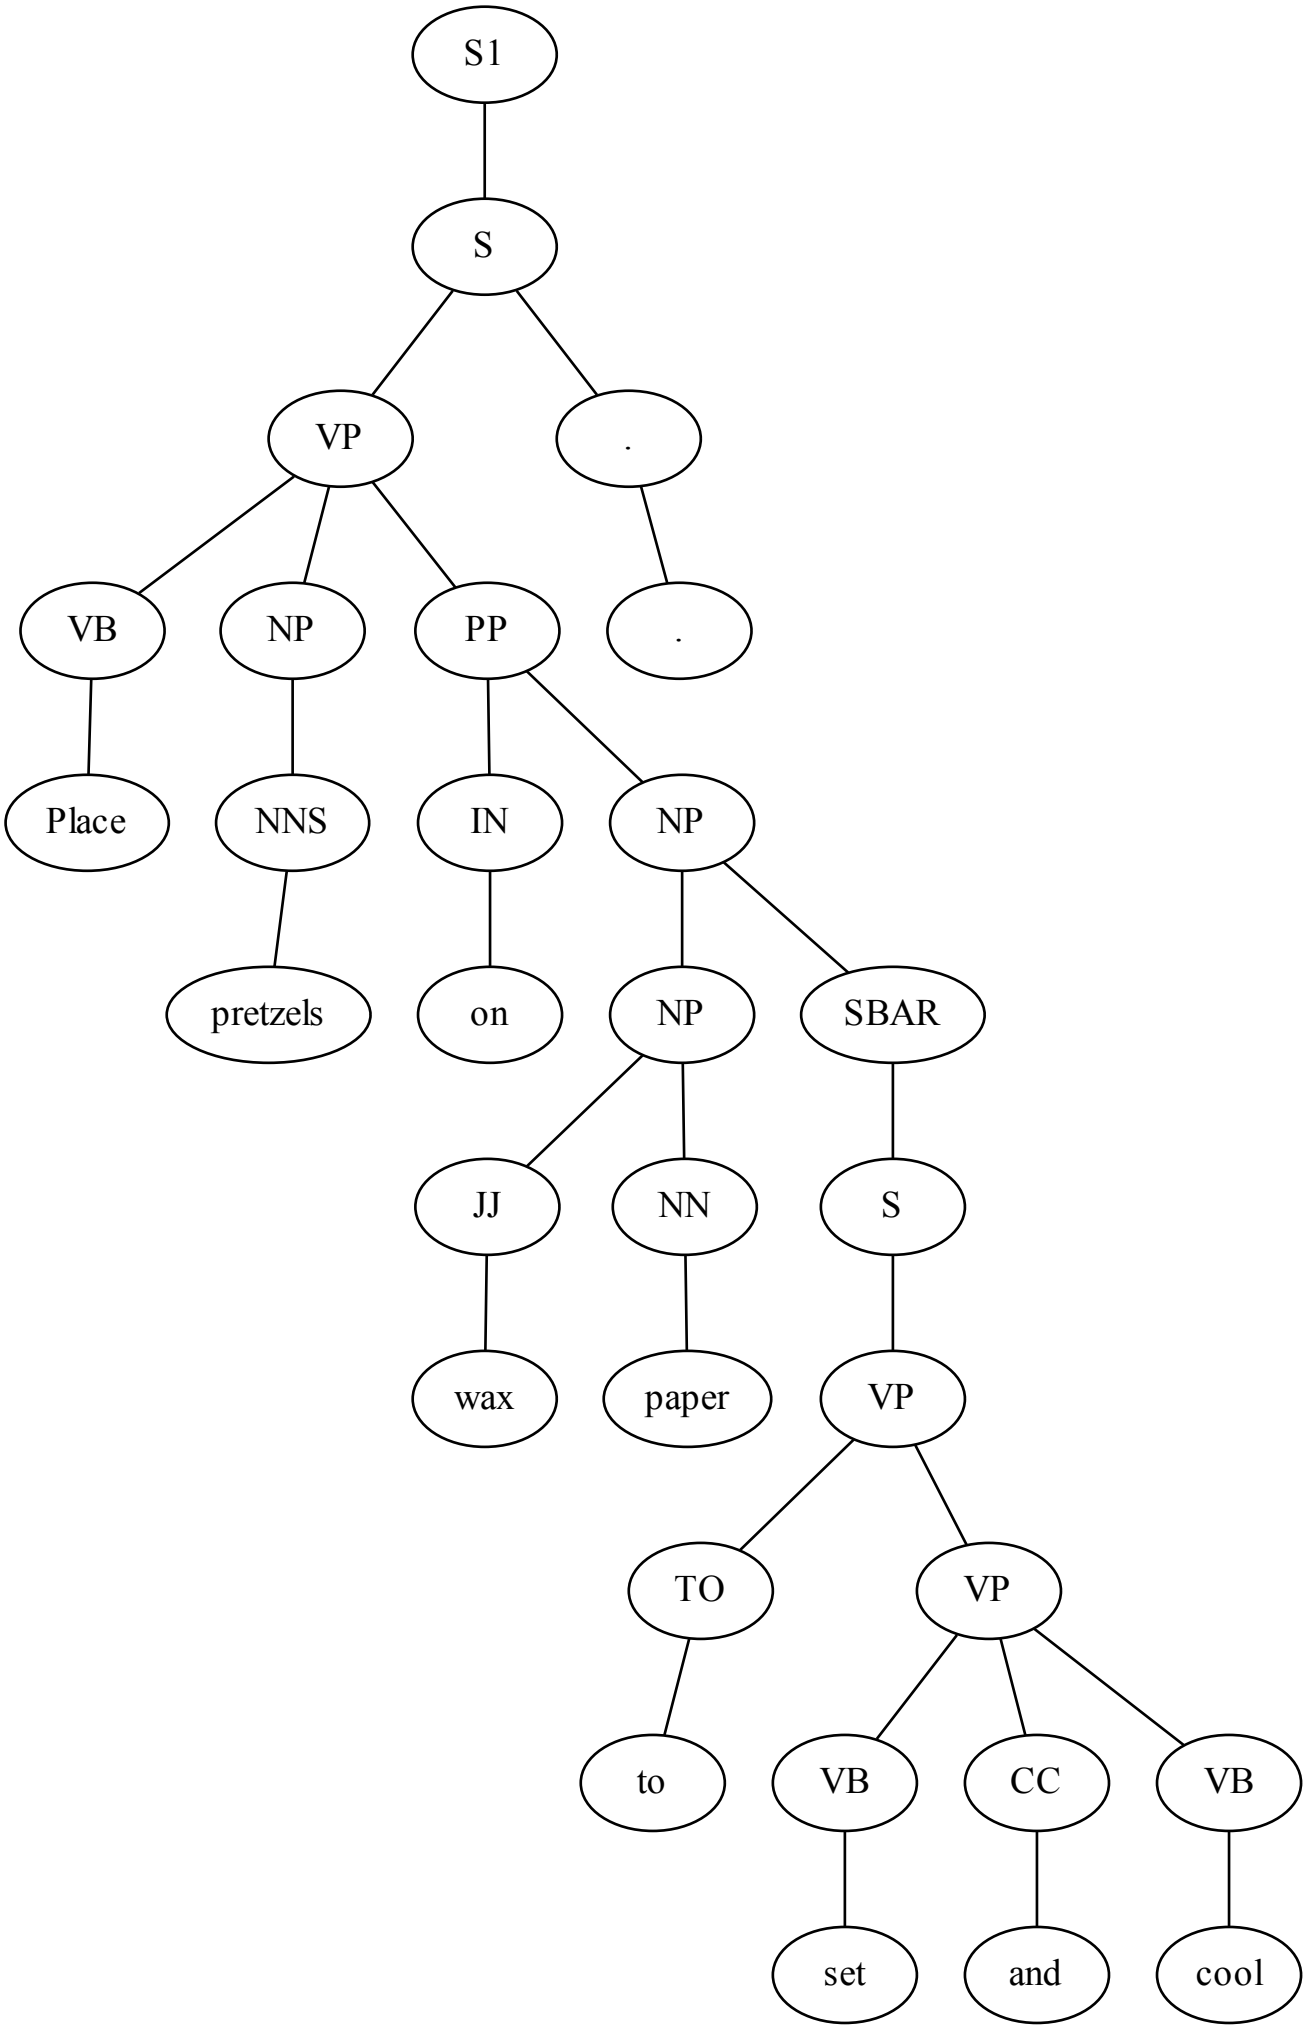 S1
S
VP .
VB NP PP .
Place NNS IN NP
pretzels on NP SBAR
JJ NN S
wax paper VP
TO VP
to VB CC VB
set and cool